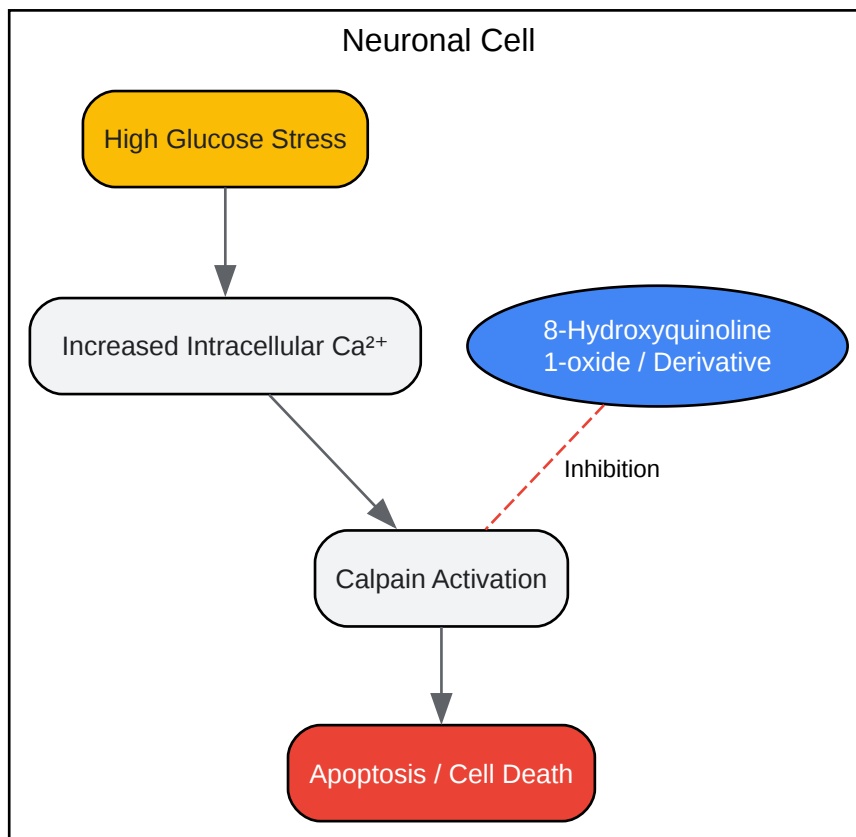 Neuronal Cell
High Glucose Stress
Increased Intracellular Ca²⁺
8-Hydroxyquinoline
1-oxide / Derivative
Inhibition
Calpain Activation
Apoptosis / Cell Death